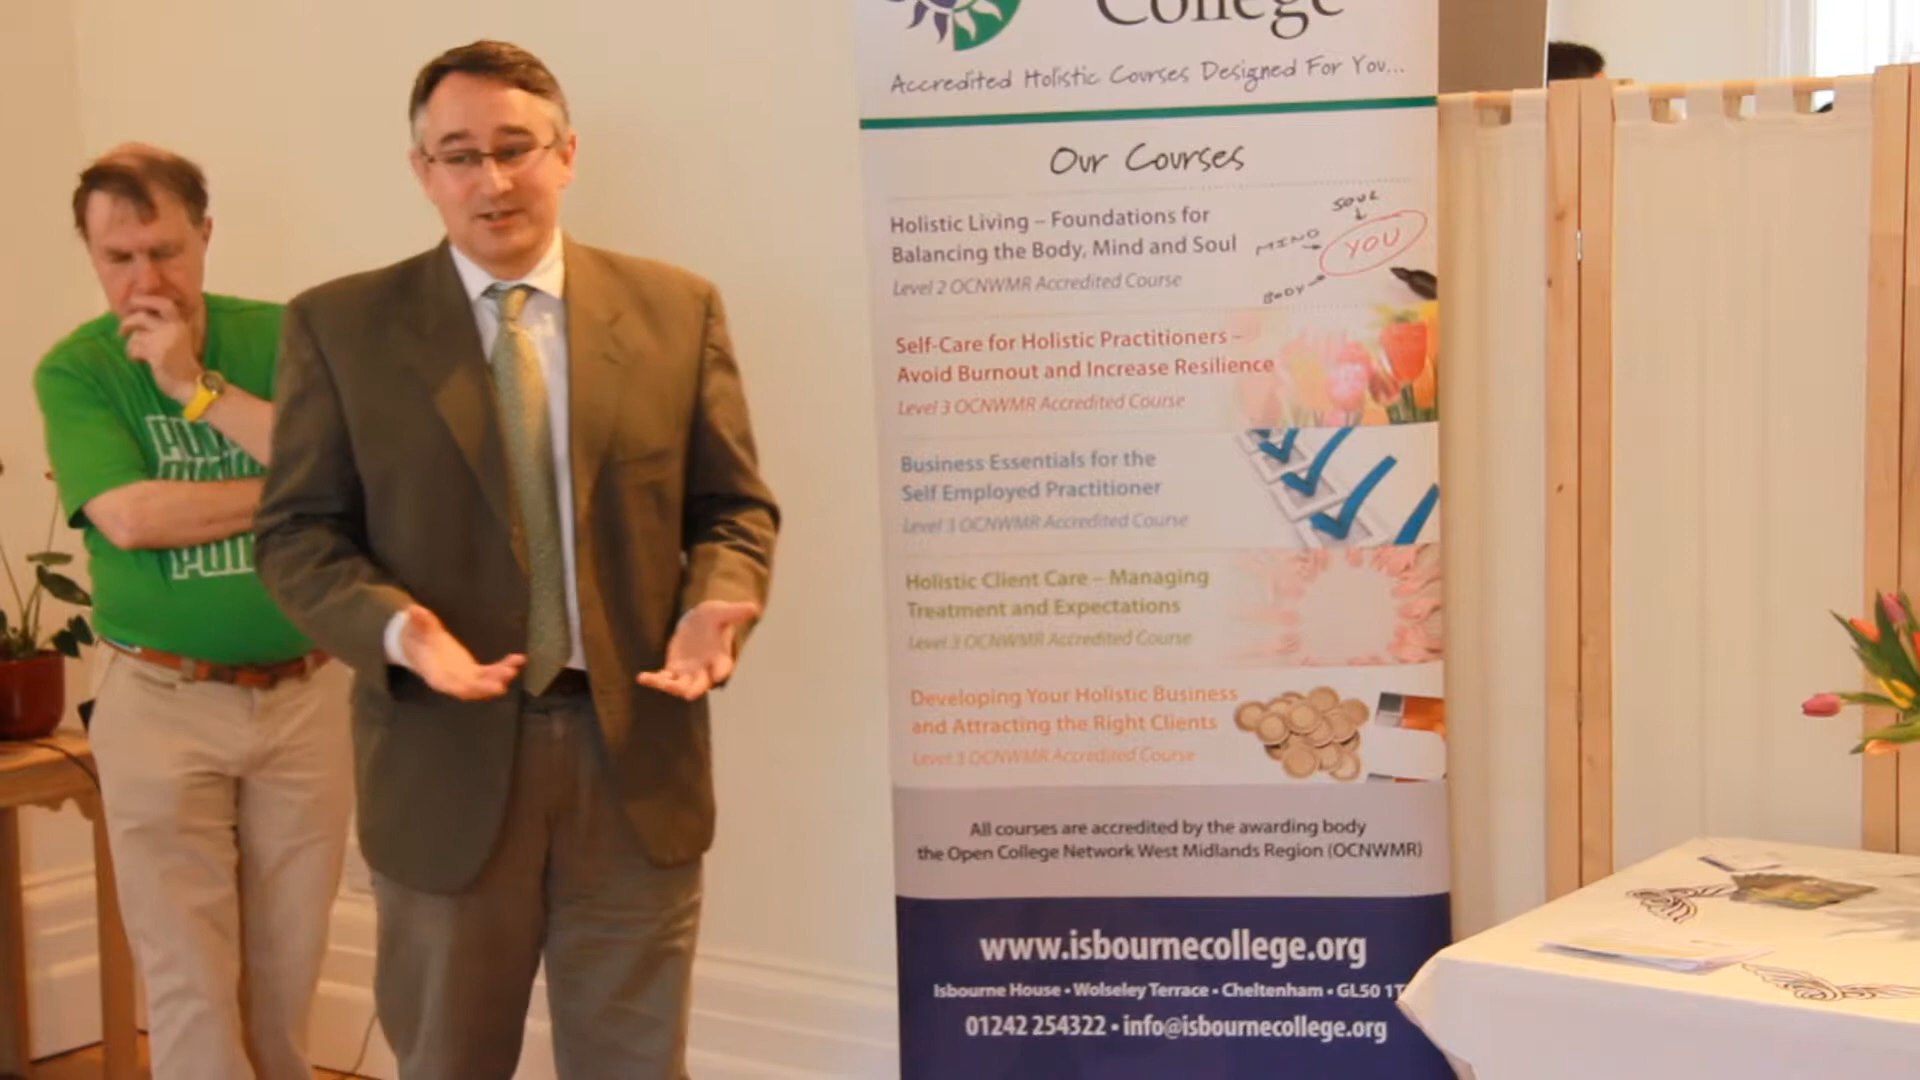 College
Accredited Holistic Courses Designed For You...
Our Courses
Holistic Living – Foundations for
Balancing the Body, Mind and Soul
Level 2 OCNWMR Accredited Course
SOUL
MIND
YOU
BODY
Self-Care for Holistic Practitioners –
Avoid Burnout and Increase Resilience
Level 3 OCNWMR Accredited Course
Business Essentials for the
Self Employed Practitioner
Level 3 OCNWMR Accredited Course
Holistic Client Care – Managing
Treatment and Expectations
Level 3 OCNWMR Accredited Course
Developing Your Holistic Business
and Attracting the Right Clients
Level 3 OCNWMR Accredited Course
All courses are accredited by the awarding body
the Open College Network West Midlands Region (OCNWMR)
www.isbournecollege.org
Isbourne House • Wolseley Terrace • Cheltenham • GL50 1T
01242 254322 • info@isbournecollege.org